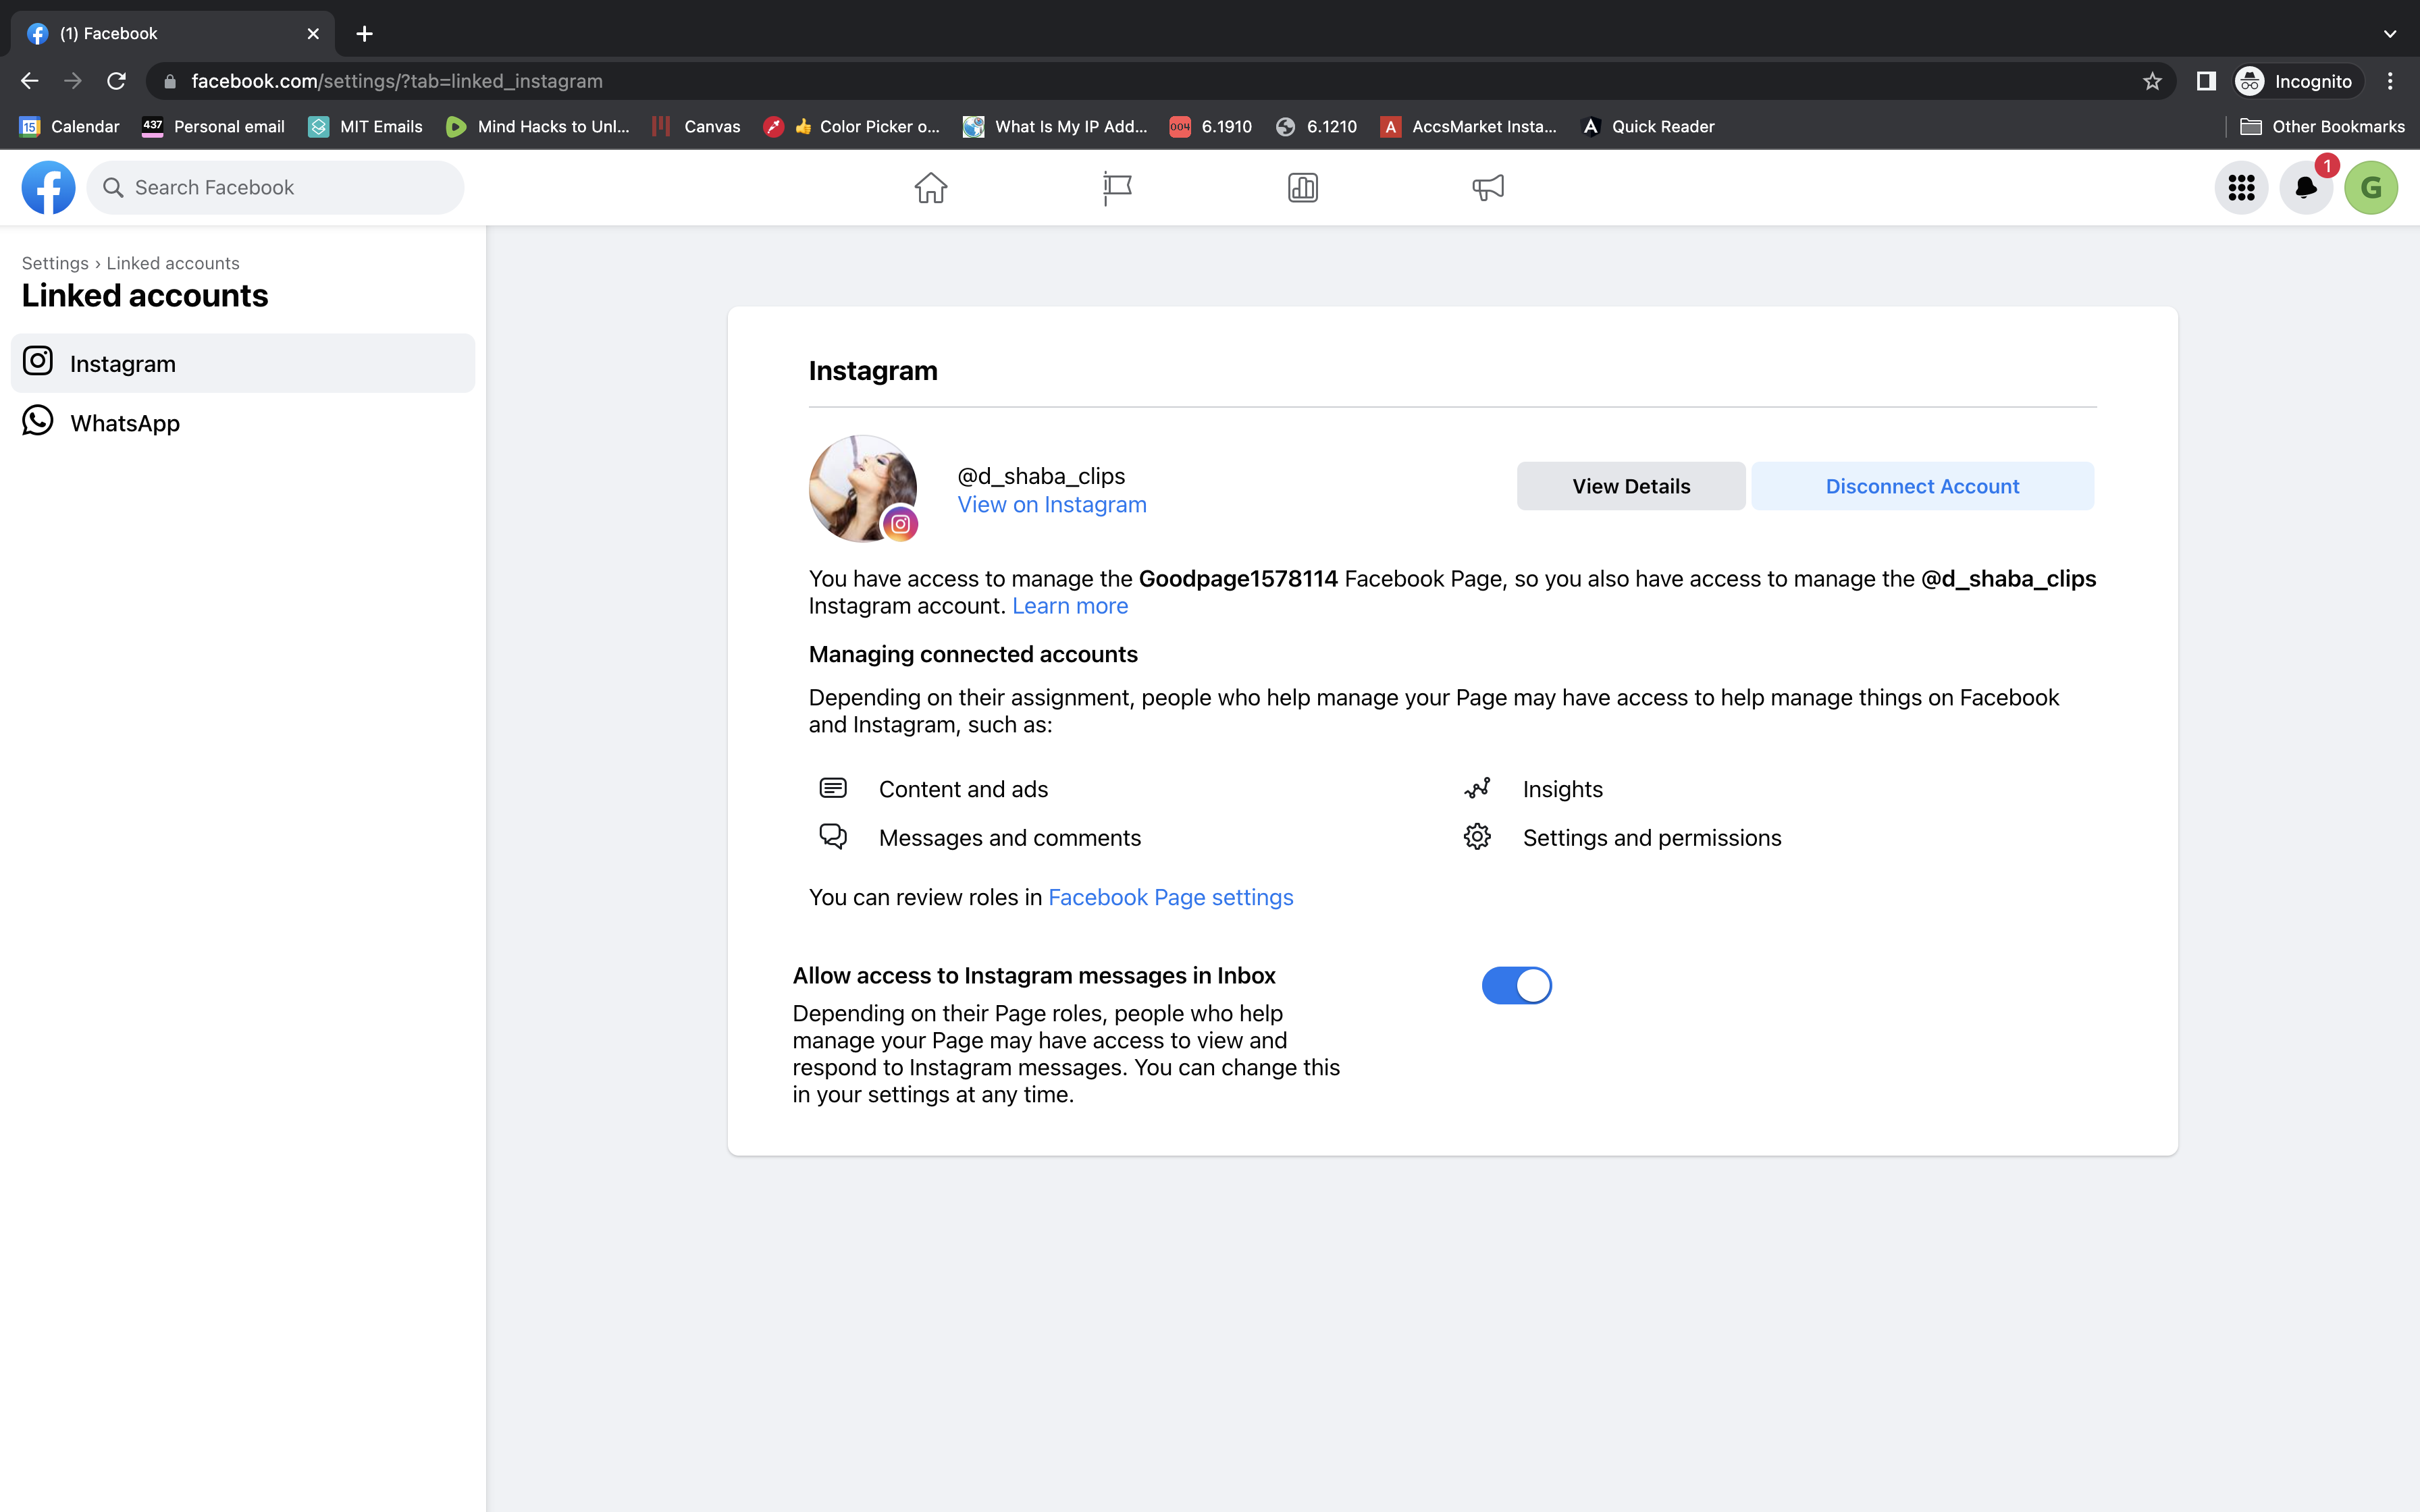 (1) Facebook
facebook.com/settings/?tab=linked_instagram
Incognito
15 Calendar
437 Personal email
MIT Emails
Mind Hacks to Unl...
Canvas
👍 Color Picker o...
What Is My IP Add...
004 6.1910
6.1210
A AccsMarket Insta...
Quick Reader
Other Bookmarks
Search Facebook
1
G
Settings › Linked accounts
Linked accounts
Instagram
WhatsApp
Instagram
@d_shaba_clips
View on Instagram
View Details
Disconnect Account
You have access to manage the Goodpage1578114 Facebook Page, so you also have access to manage the @d_shaba_clips
Instagram account. Learn more
Managing connected accounts
Depending on their assignment, people who help manage your Page may have access to help manage things on Facebook
and Instagram, such as:
Content and ads
Insights
Messages and comments
Settings and permissions
You can review roles in Facebook Page settings
Allow access to Instagram messages in Inbox
Depending on their Page roles, people who help
manage your Page may have access to view and
respond to Instagram messages. You can change this
in your settings at any time.